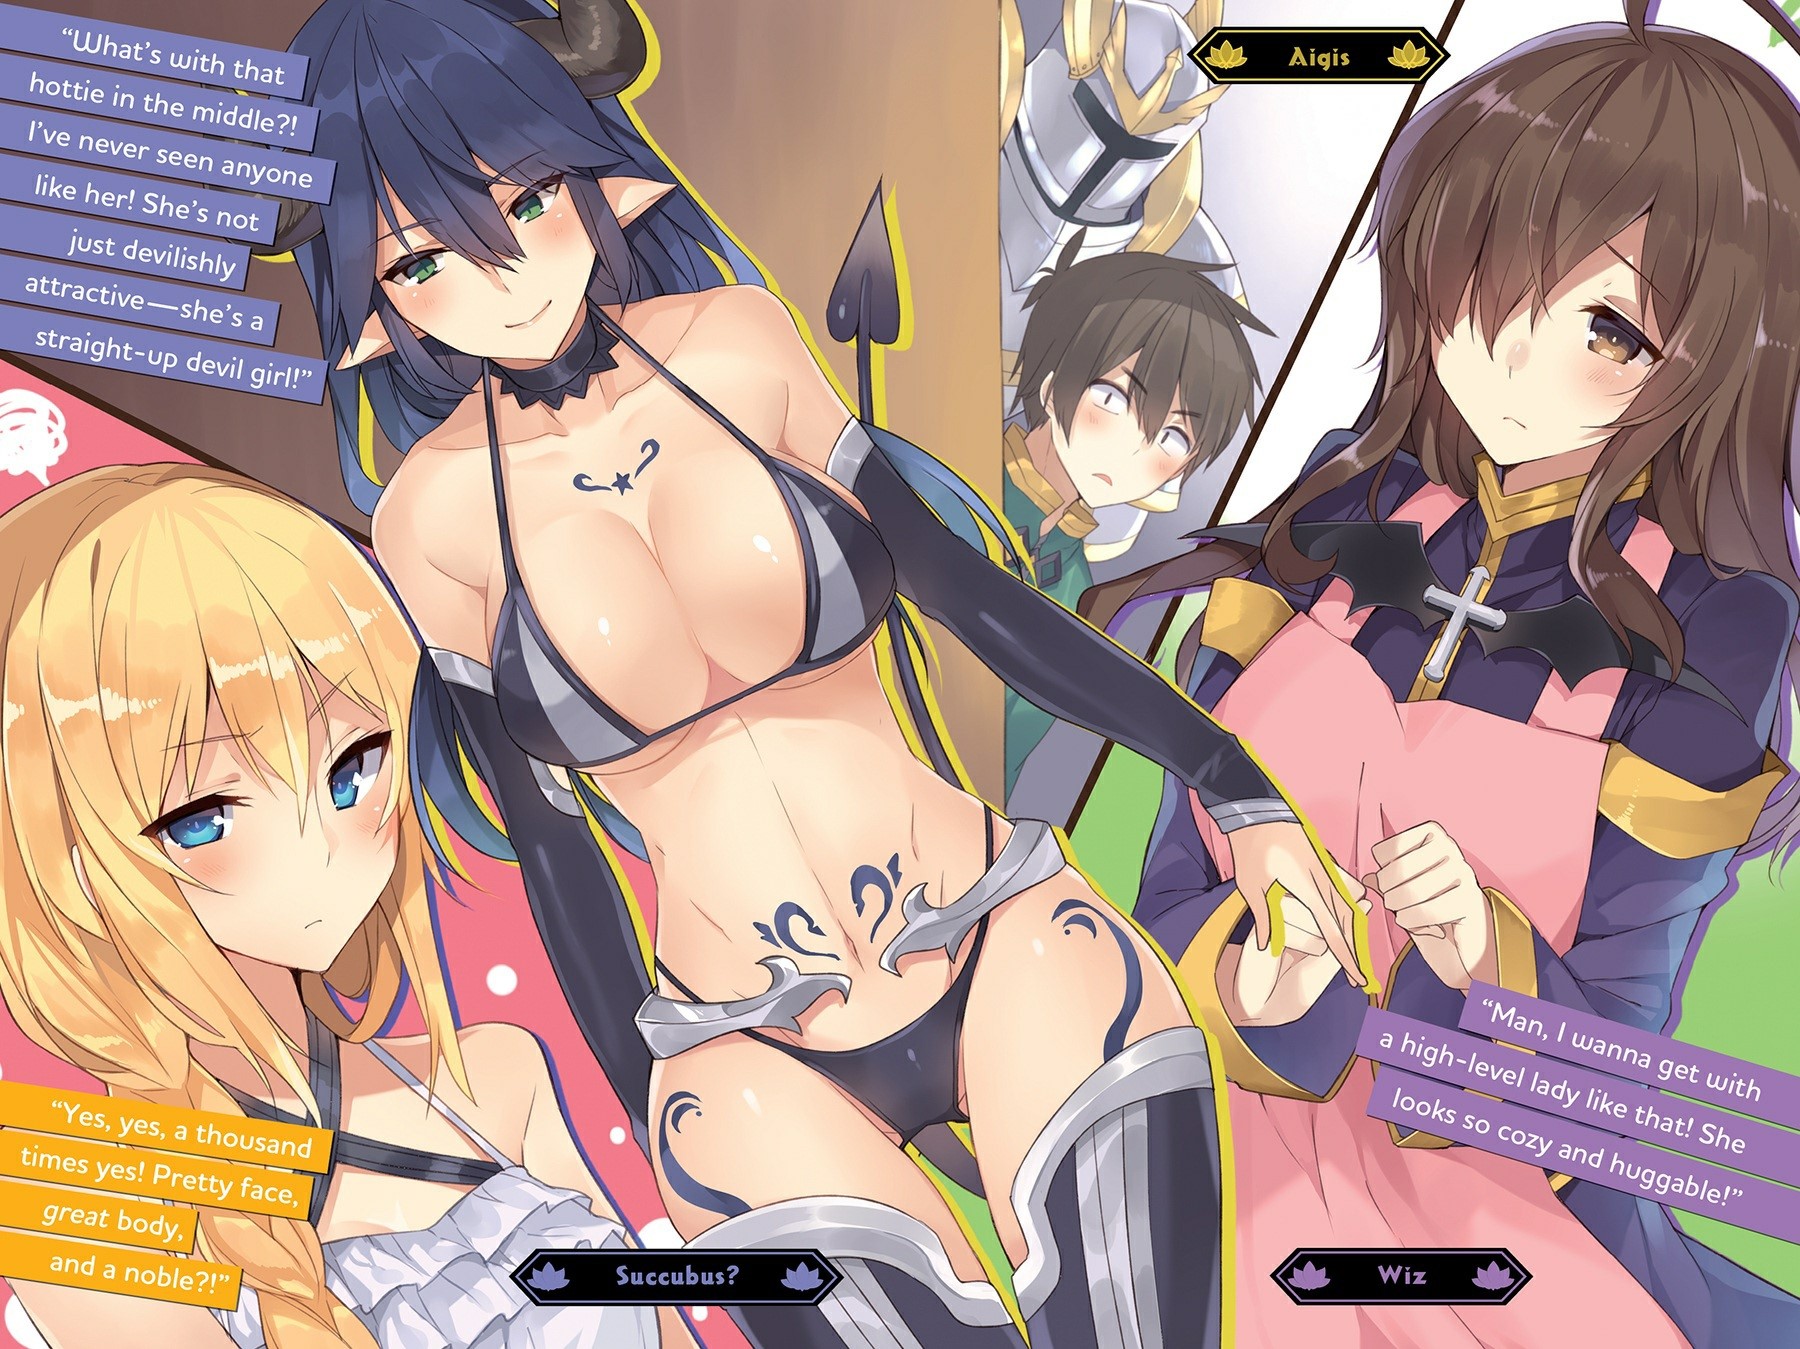 “What’s with that
hottie in the middle?!
I’ve never seen anyone
like her! She’s not
just devilishly
attractive—she’s a
straight-up devil girl!”
Aigis
“Yes, yes, a thousand
times yes! Pretty face,
great body,
and a noble?!”
“Man, I wanna get with
a high-level lady like that! She
looks so cozy and huggable!”
Succubus?
Wiz